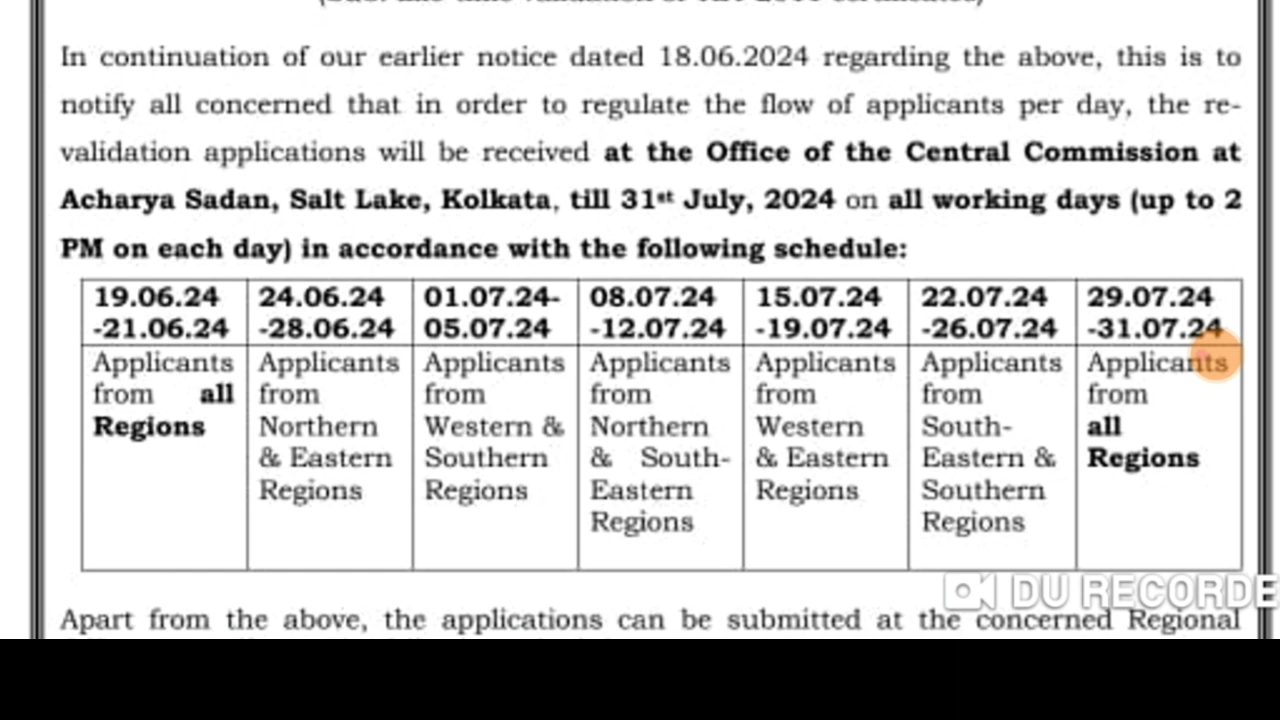 In continuation of our earlier notice dated 18.06.2024 regarding the above, this is to
notify all concerned that in order to regulate the flow of applicants per day, the re-
validation applications will be received at the Office of the Central Commission at
Acharya Sadan, Salt Lake, Kolkata, till 31st July, 2024 on all working days (up to 2
PM on each day) in accordance with the following schedule:
19.06.24
-21.06.24
Applicants
from all
Regions
24.06.24
-28.06.24
Applicants
from
Northern
& Eastern
Regions
01.07.24-
05.07.24
Applicants
from
Western &
Southern
Regions
08.07.24
-12.07.24
Applicants
from
Northern
& South-
Eastern
Regions
15.07.24
-19.07.24
Applicants
from
Western
& Eastern
Regions
22.07.24
-26.07.24
Applicants
from
South-
Eastern &
Southern
Regions
29.07.24
-31.07.24
Applicants
from
all
Regions
DU RECORDE
Apart from the above, the applications can be submitted at the concerned Regional